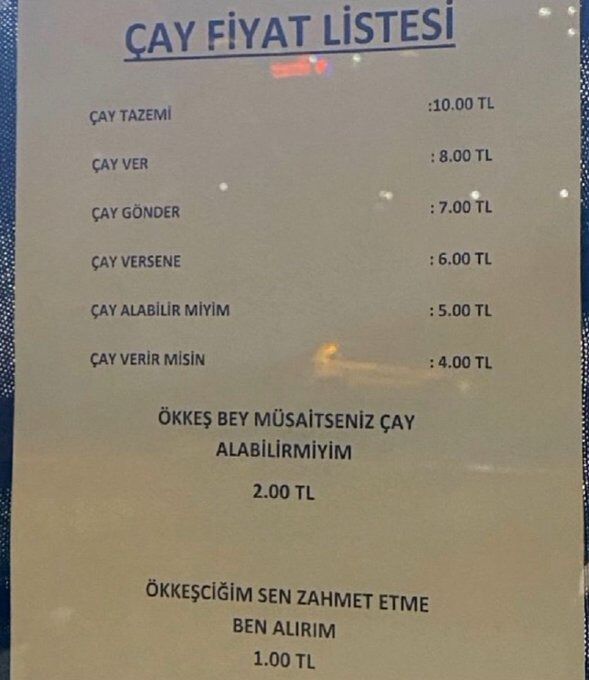 ÇAY FİYAT LİSTESİ
ÇAY TAZEMİ :10.00 TL
ÇAY VER : 8.00 TL
ÇAY GÖNDER : 7.00 TL
ÇAY VERSENE : 6.00 TL
ÇAY ALABİLİR MİYİM : 5.00 TL
ÇAY VERİR MİSİN : 4.00 TL
ÖKKEŞ BEY MÜSAİTSENİZ ÇAY
ALABİLİRMİYİM
2.00 TL
ÖKKEŞCİĞİM SEN ZAHMET ETME
BEN ALIRIM
1.00 TL